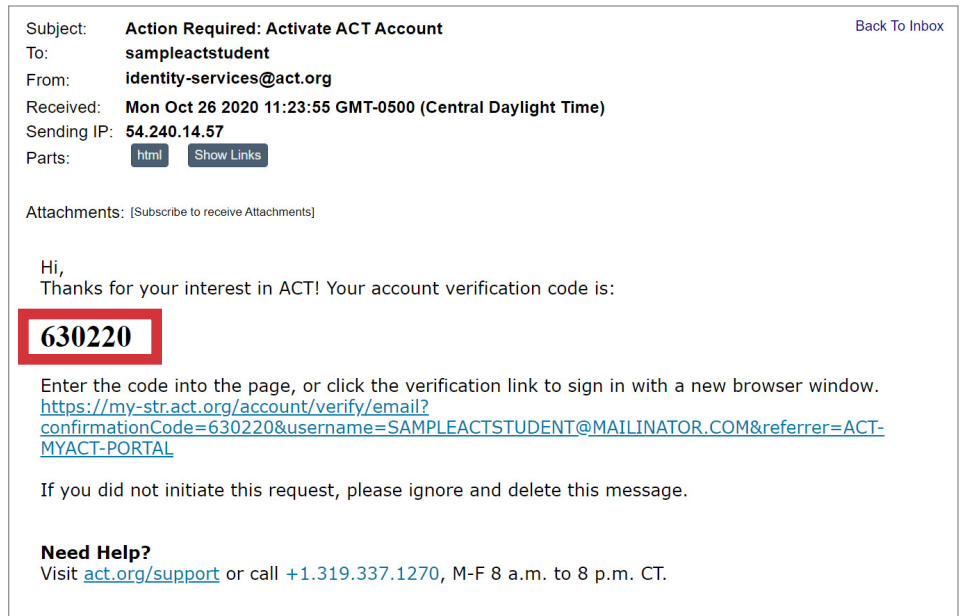 Subject: Action Required: Activate ACT Account
Back To Inbox
To: sampleactstudent
From: identity-services@act.org
Received: Mon Oct 26 2020 11:23:55 GMT-0500 (Central Daylight Time)
Sending IP: 54.240.14.57
Parts: html Show Links
Attachments: [Subscribe to receive Attachments]
Hi,
Thanks for your interest in ACT! Your account verification code is:
630220
Enter the code into the page, or click the verification link to sign in with a new browser window.
https://my-str.act.org/account/verify/email?
confirmationCode=630220&username=SAMPLEACTSTUDENT@MAILINATOR.COM&referrer=ACT-
MYACT-PORTAL
If you did not initiate this request, please ignore and delete this message.
Need Help?
Visit act.org/support or call +1.319.337.1270, M-F 8 a.m. to 8 p.m. CT.